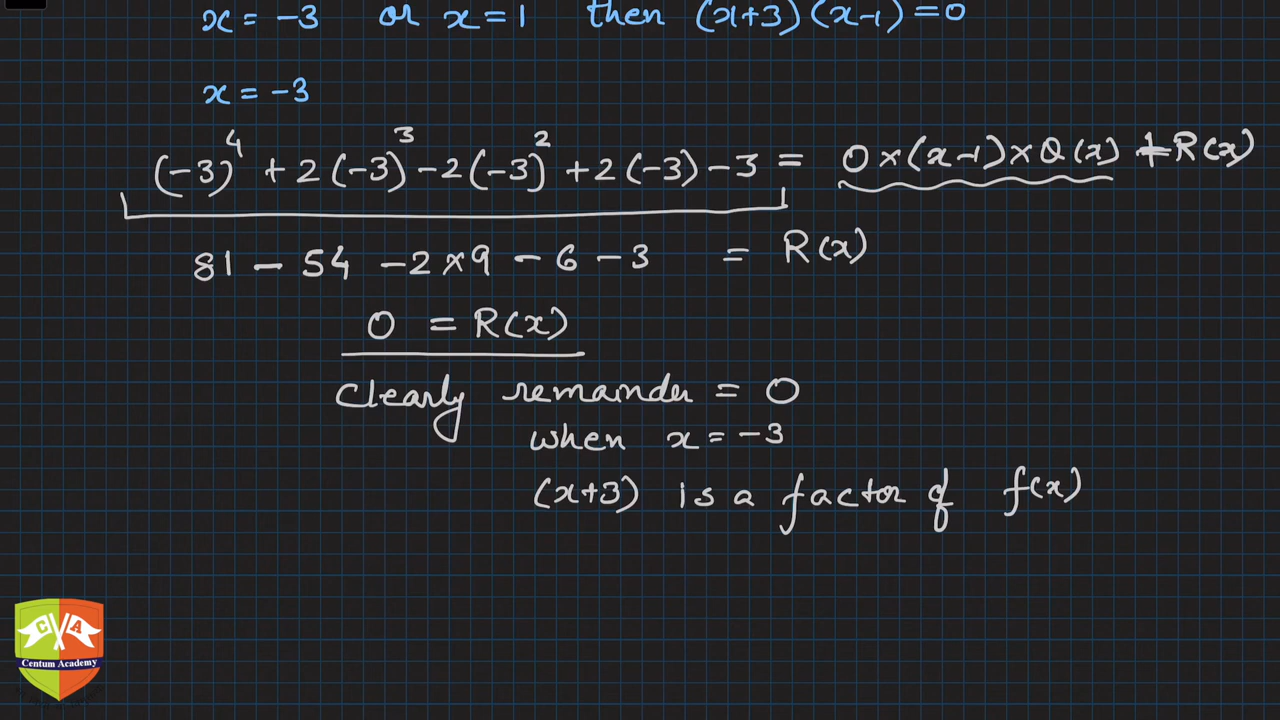 x = -3 or x = 1 then (x+3)(x-1) = 0
x = -3
(-3)^4 + 2(-3)^3 - 2(-3)^2 + 2(-3) - 3 = 0×(x-1)×Q(x) + R(x)
81 - 54 - 2×9 - 6 - 3 = R(x)
0 = R(x)
Clearly remainder = 0
when x = -3
(x+3) is a factor of f(x)
C A
Centum Academy